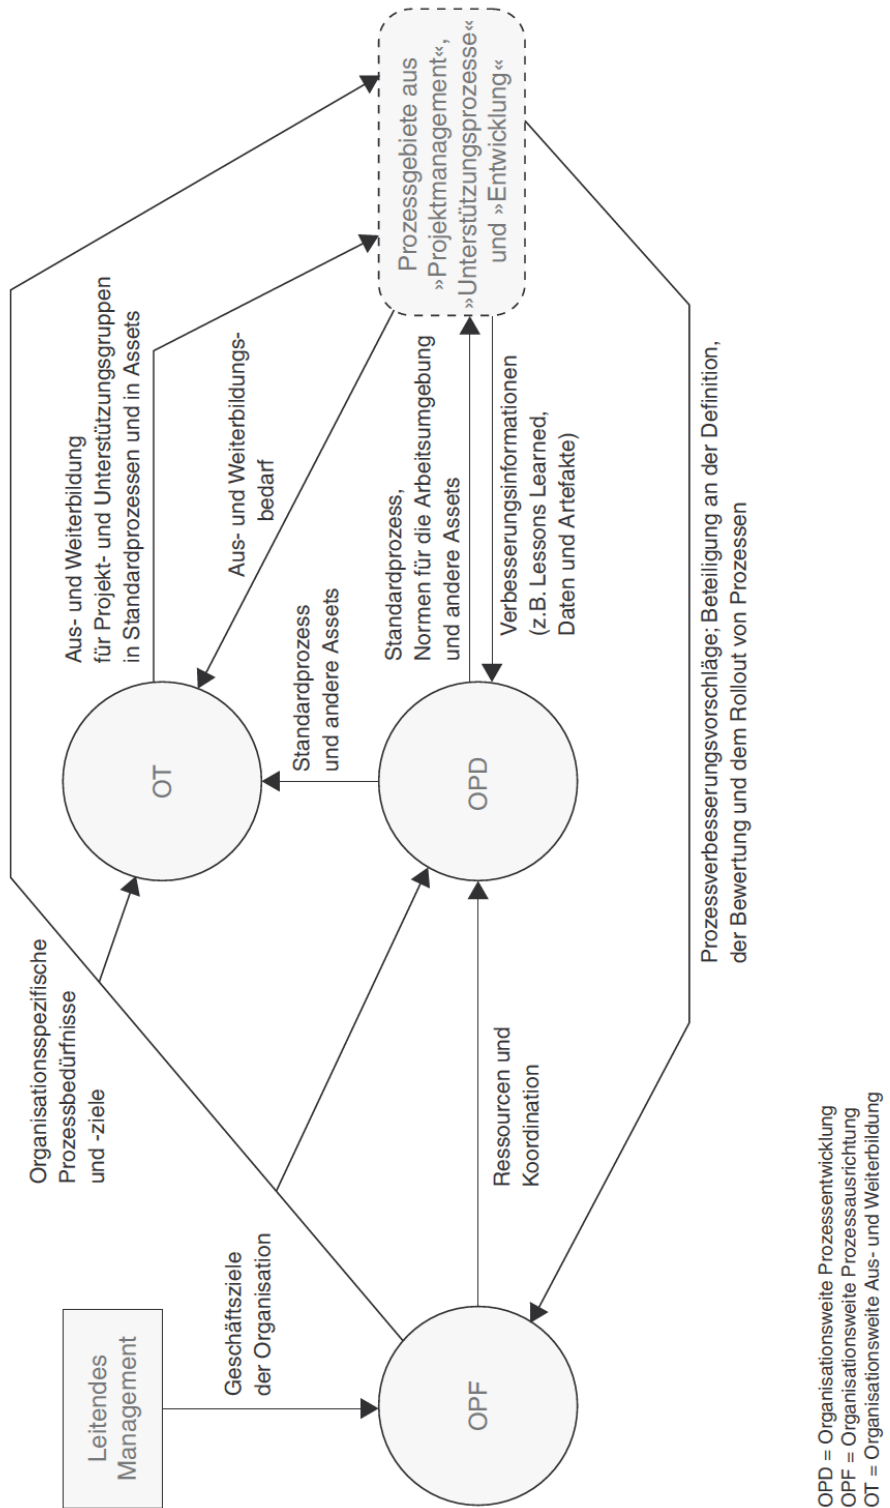 Leitendes
Management
Geschäftsziele
der Organisation
OPF
Organisationsspezifische
Prozessbedürfnisse
und -ziele
Ressourcen und
Koordination
OT
Standardprozess
und andere Assets
OPD
Aus- und Weiterbildung
für Projekt- und Unterstützungsgruppen
in Standardprozessen und in Assets
Aus- und Weiterbildungs-
bedarf
Standardprozess,
Normen für die Arbeitsumgebung
und andere Assets
Verbesserungsinformationen
(z.B. Lessons Learned,
Daten und Artefakte)
Prozessgebiete aus
»Projektmanagement«,
»Unterstützungsprozesse«
und »Entwicklung«
Prozessverbesserungsvorschläge; Beteiligung an der Definition,
der Bewertung und dem Rollout von Prozessen
OPD = Organisationsweite Prozessentwicklung
OPF = Organisationsweite Prozessausrichtung
OT = Organisationsweite Aus- und Weiterbildung